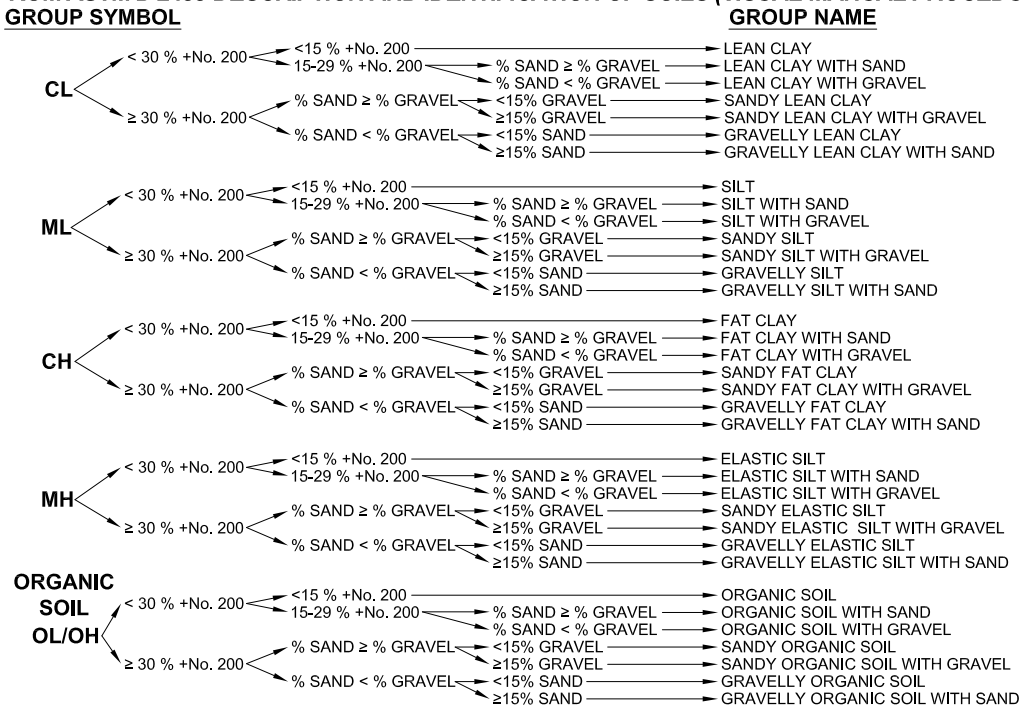 GROUP SYMBOL GROUP NAME
<15 % +No. 200 LEAN CLAY
< 30 % +No. 200 15-29 % +No. 200 % SAND ≥ % GRAVEL LEAN CLAY WITH SAND
% SAND < % GRAVEL LEAN CLAY WITH GRAVEL
CL
% SAND ≥ % GRAVEL <15% GRAVEL SANDY LEAN CLAY
≥ 30 % +No. 200 ≥15% GRAVEL SANDY LEAN CLAY WITH GRAVEL
% SAND < % GRAVEL <15% SAND GRAVELLY LEAN CLAY
≥15% SAND GRAVELLY LEAN CLAY WITH SAND
<15 % +No. 200 SILT
< 30 % +No. 200 15-29 % +No. 200 % SAND ≥ % GRAVEL SILT WITH SAND
% SAND < % GRAVEL SILT WITH GRAVEL
ML
% SAND ≥ % GRAVEL <15% GRAVEL SANDY SILT
≥ 30 % +No. 200 ≥15% GRAVEL SANDY SILT WITH GRAVEL
% SAND < % GRAVEL <15% SAND GRAVELLY SILT
≥15% SAND GRAVELLY SILT WITH SAND
<15 % +No. 200 FAT CLAY
< 30 % +No. 200 15-29 % +No. 200 % SAND ≥ % GRAVEL FAT CLAY WITH SAND
% SAND < % GRAVEL FAT CLAY WITH GRAVEL
CH
% SAND ≥ % GRAVEL <15% GRAVEL SANDY FAT CLAY
≥ 30 % +No. 200 ≥15% GRAVEL SANDY FAT CLAY WITH GRAVEL
% SAND < % GRAVEL <15% SAND GRAVELLY FAT CLAY
≥15% SAND GRAVELLY FAT CLAY WITH SAND
<15 % +No. 200 ELASTIC SILT
< 30 % +No. 200 15-29 % +No. 200 % SAND ≥ % GRAVEL ELASTIC SILT WITH SAND
% SAND < % GRAVEL ELASTIC SILT WITH GRAVEL
MH
% SAND ≥ % GRAVEL <15% GRAVEL SANDY ELASTIC SILT
≥ 30 % +No. 200 ≥15% GRAVEL SANDY ELASTIC SILT WITH GRAVEL
% SAND < % GRAVEL <15% SAND GRAVELLY ELASTIC SILT
≥15% SAND GRAVELLY ELASTIC SILT WITH SAND
ORGANIC
SOIL
OL/OH
<15 % +No. 200 ORGANIC SOIL
< 30 % +No. 200 15-29 % +No. 200 % SAND ≥ % GRAVEL ORGANIC SOIL WITH SAND
% SAND < % GRAVEL ORGANIC SOIL WITH GRAVEL
% SAND ≥ % GRAVEL <15% GRAVEL SANDY ORGANIC SOIL
≥ 30 % +No. 200 ≥15% GRAVEL SANDY ORGANIC SOIL WITH GRAVEL
% SAND < % GRAVEL <15% SAND GRAVELLY ORGANIC SOIL
≥15% SAND GRAVELLY ORGANIC SOIL WITH SAND